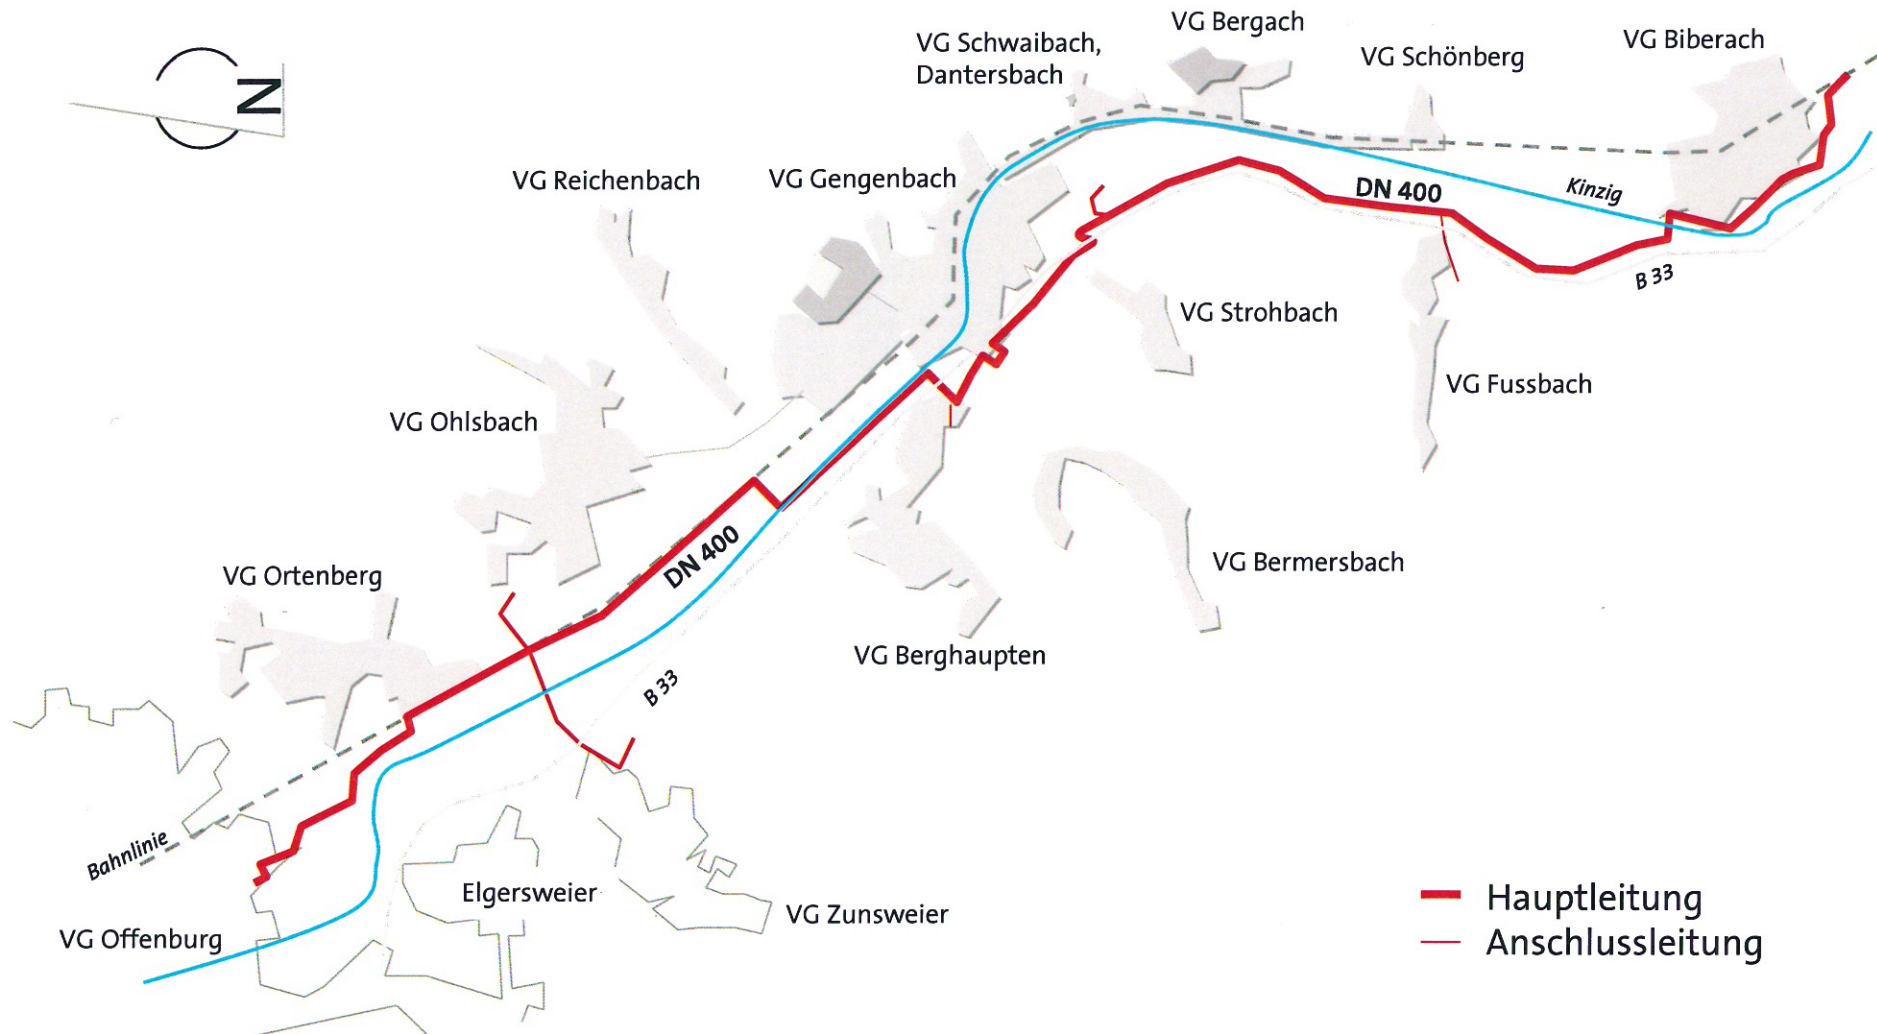 VG Bergach
VG Schwaibach,
Dantersbach
VG Schönberg
VG Biberach
N
VG Reichenbach
VG Gengenbach
DN 400
Kinzig
B 33
VG Strohbach
VG Fussbach
VG Ohlsbach
DN 400
VG Bermersbach
VG Ortenberg
VG Berghaupten
B 33
Bahnlinie
Elgersweier
VG Zunsweier
VG Offenburg
Hauptleitung
Anschlussleitung